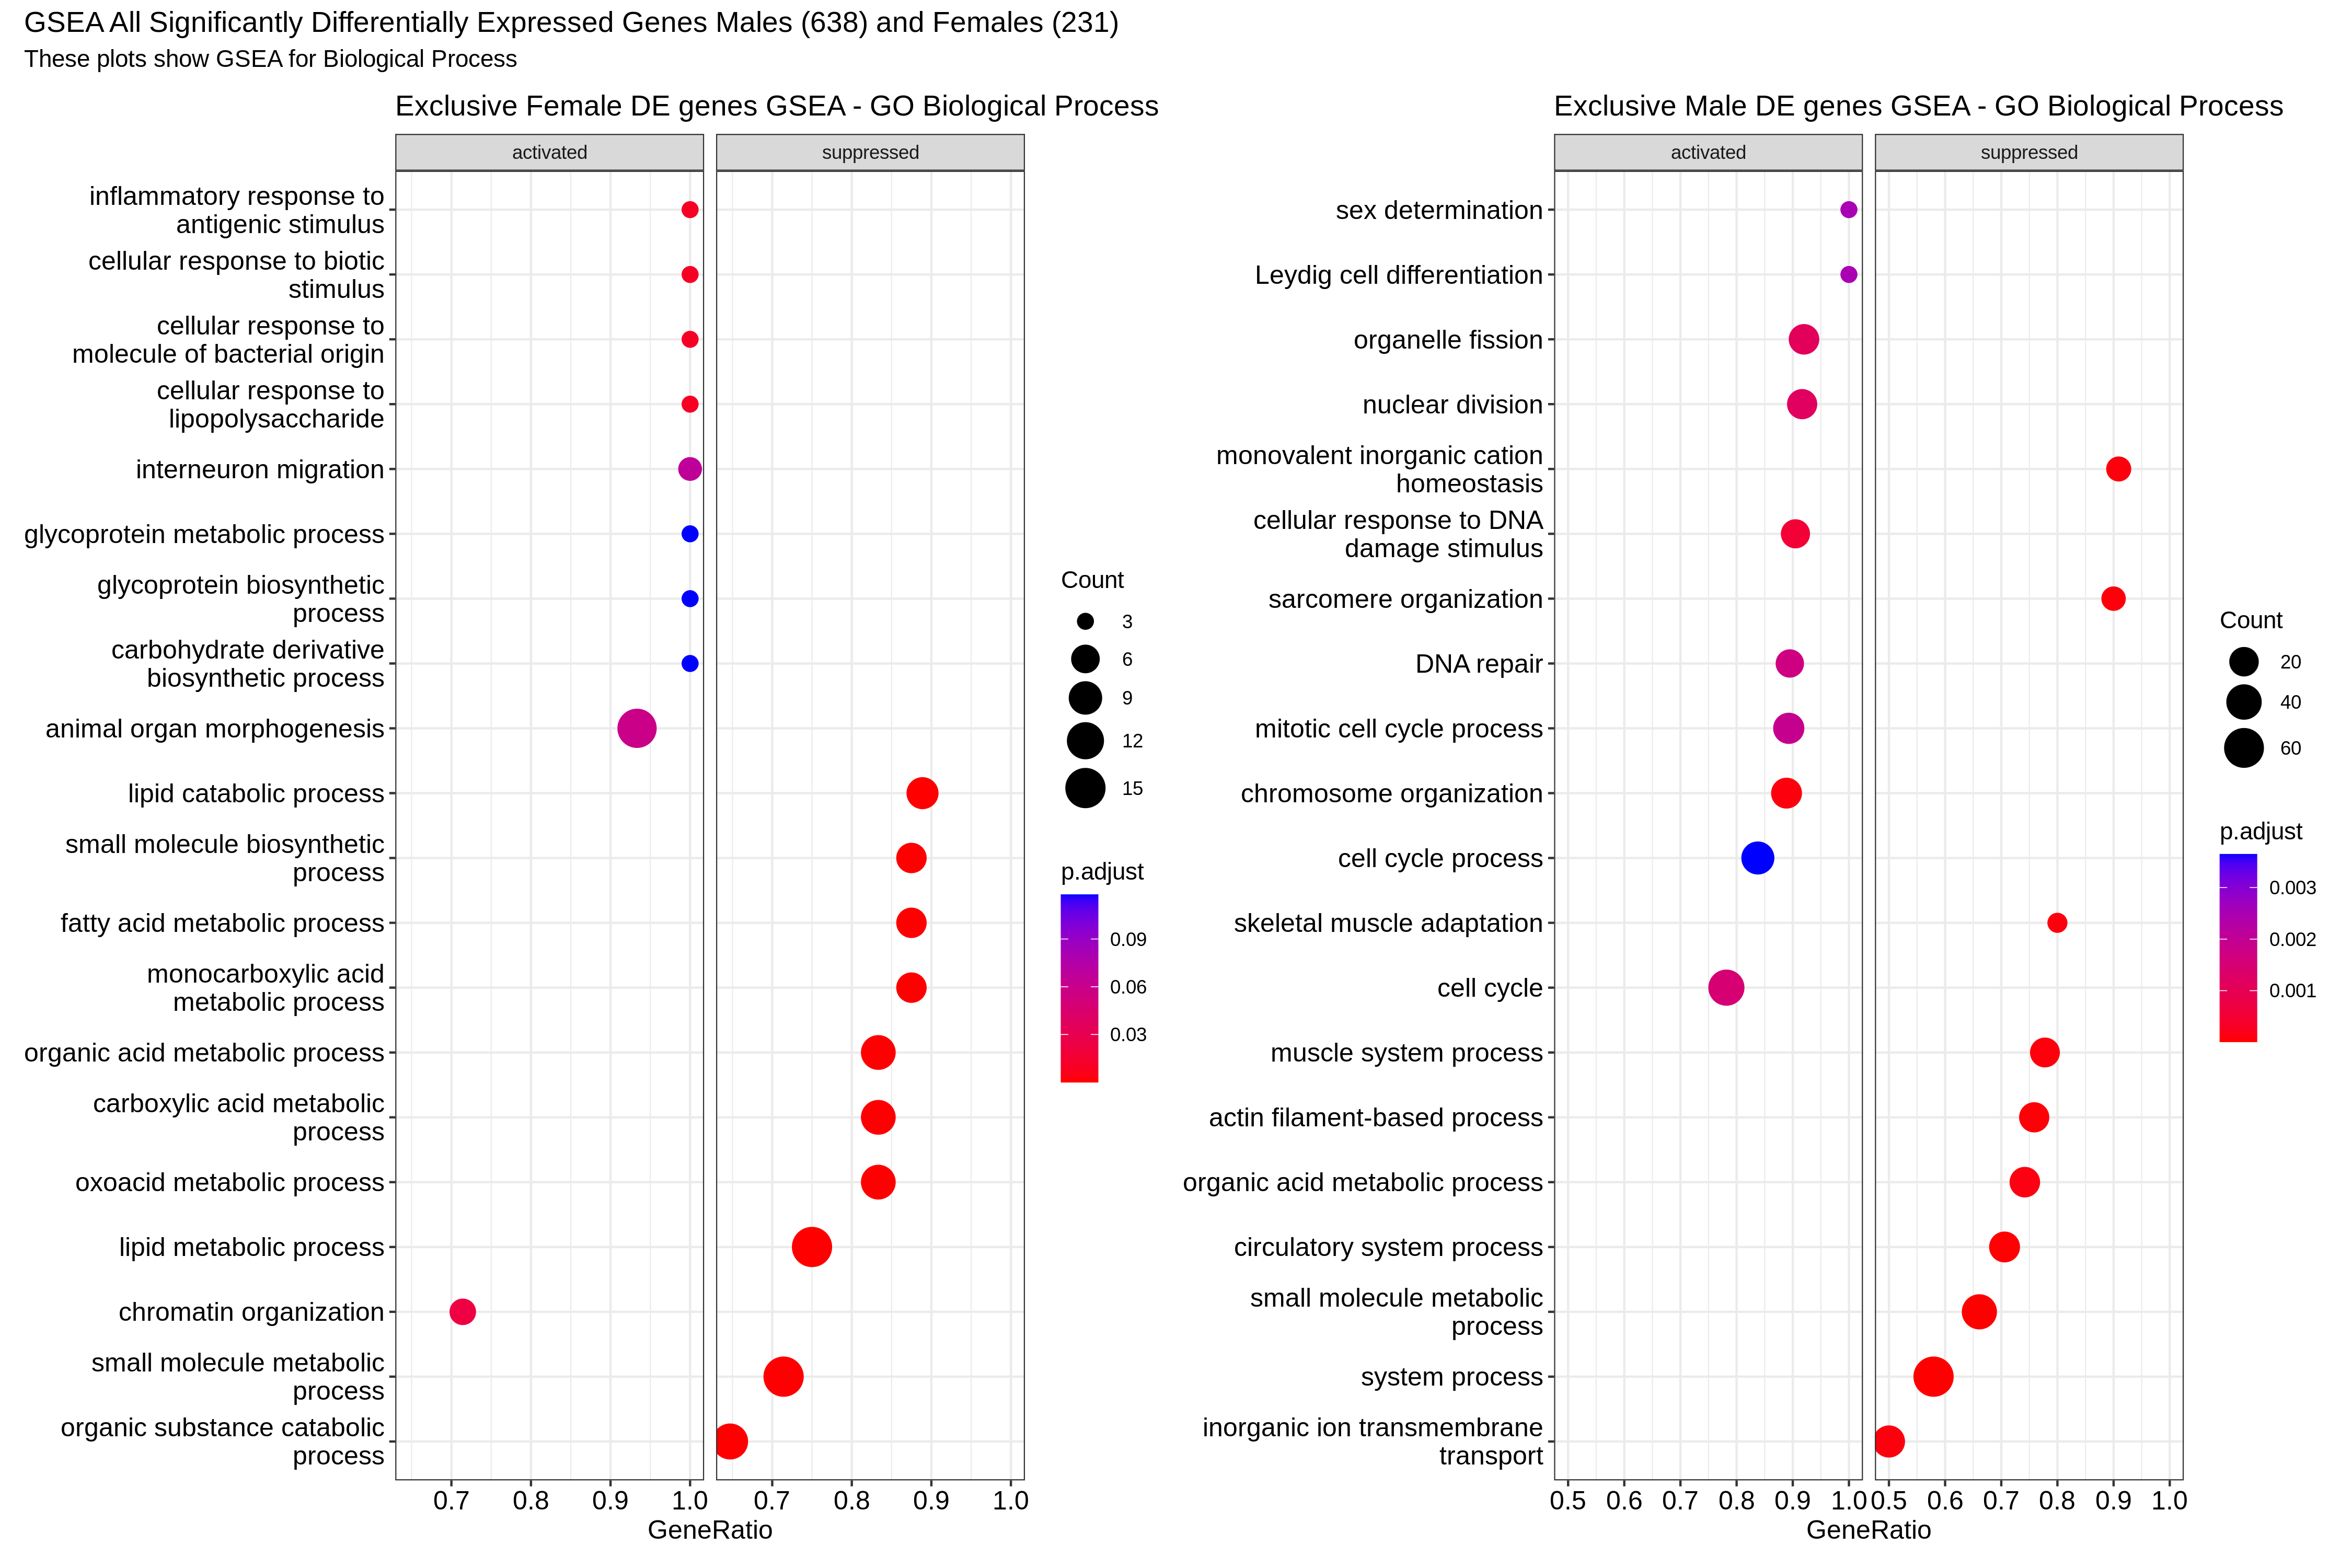 GSEA All Significantly Differentially Expressed Genes Males (638) and Females (231)
These plots show GSEA for Biological Process
Exclusive Female DE genes GSEA - GO Biological Process
activated
suppressed
inflammatory response to
antigenic stimulus
cellular response to biotic
stimulus
cellular response to
molecule of bacterial origin
cellular response to
lipopolysaccharide
interneuron migration
glycoprotein metabolic process
glycoprotein biosynthetic
process
carbohydrate derivative
biosynthetic process
animal organ morphogenesis
lipid catabolic process
small molecule biosynthetic
process
fatty acid metabolic process
monocarboxylic acid
metabolic process
organic acid metabolic process
carboxylic acid metabolic
process
oxoacid metabolic process
lipid metabolic process
chromatin organization
small molecule metabolic
process
organic substance catabolic
process
0.7 0.8 0.9 1.0
0.7 0.8 0.9 1.0
GeneRatio
Count
3
6
9
12
15
p.adjust
0.09
0.06
0.03
Exclusive Male DE genes GSEA - GO Biological Process
activated
suppressed
sex determination
Leydig cell differentiation
organelle fission
nuclear division
monovalent inorganic cation
homeostasis
cellular response to DNA
damage stimulus
sarcomere organization
DNA repair
mitotic cell cycle process
chromosome organization
cell cycle process
skeletal muscle adaptation
cell cycle
muscle system process
actin filament-based process
organic acid metabolic process
circulatory system process
small molecule metabolic
process
system process
inorganic ion transmembrane
transport
0.5 0.6 0.7 0.8 0.9 1.0
0.5 0.6 0.7 0.8 0.9 1.0
GeneRatio
Count
20
40
60
p.adjust
0.003
0.002
0.001